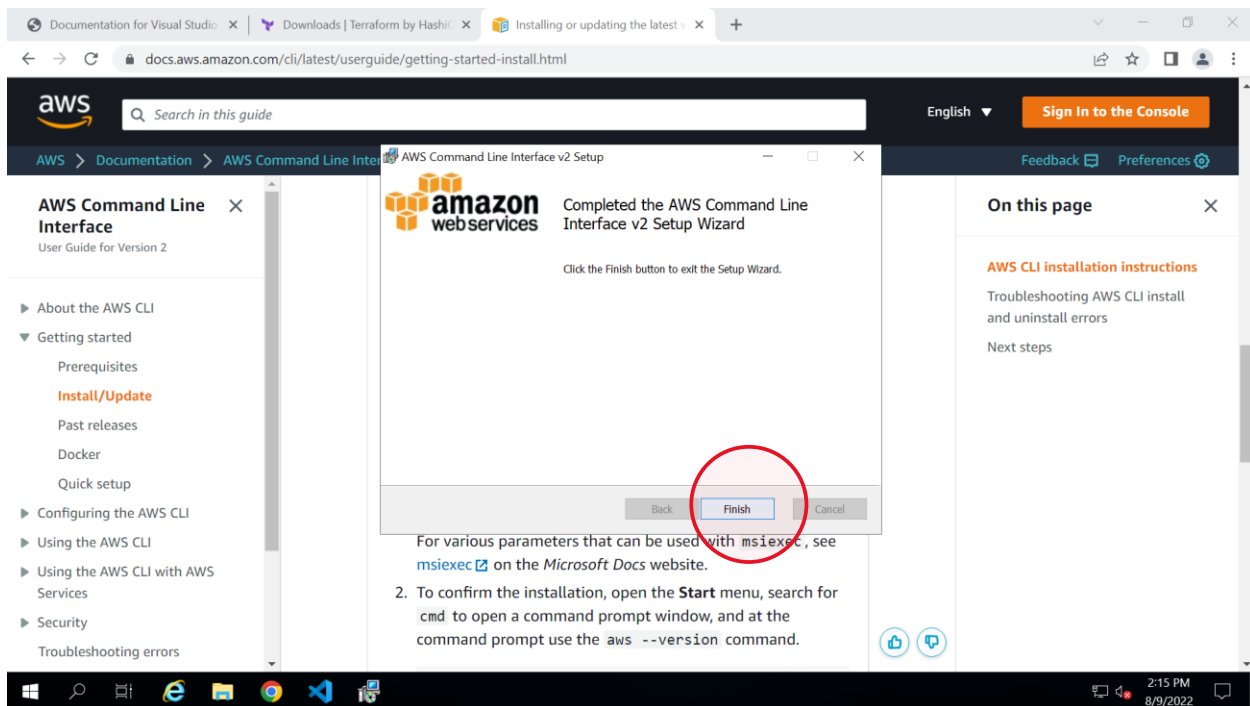 Documentation for Visual Studio
Downloads | Terraform by HashiC
Installing or updating the latest v
docs.aws.amazon.com/cli/latest/userguide/getting-started-install.html
aws
Search in this guide
English
Sign In to the Console
AWS
Documentation
AWS Command Line Inter
Feedback
Preferences
AWS Command Line
Interface
User Guide for Version 2
About the AWS CLI
Getting started
Prerequisites
Install/Update
Past releases
Docker
Quick setup
Configuring the AWS CLI
Using the AWS CLI
Using the AWS CLI with AWS
Services
Security
Troubleshooting errors
AWS Command Line Interface v2 Setup
amazon
webservices
Completed the AWS Command Line
Interface v2 Setup Wizard
Click the Finish button to exit the Setup Wizard.
Back
Finish
Cancel
For various parameters that can be used with msiexec, see
msiexec on the Microsoft Docs website.
2. To confirm the installation, open the Start menu, search for
cmd to open a command prompt window, and at the
command prompt use the aws --version command.
On this page
AWS CLI installation instructions
Troubleshooting AWS CLI install
and uninstall errors
Next steps
2:15 PM
8/9/2022